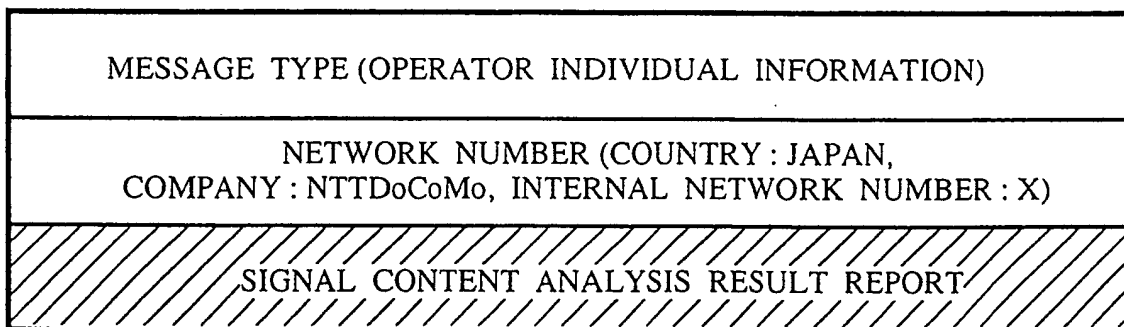 MESSAGE TYPE (OPERATOR INDIVIDUAL INFORMATION)
NETWORK NUMBER (COUNTRY : JAPAN,
COMPANY : NTTDoCoMo, INTERNAL NETWORK NUMBER : X)
SIGNAL CONTENT ANALYSIS RESULT REPORT